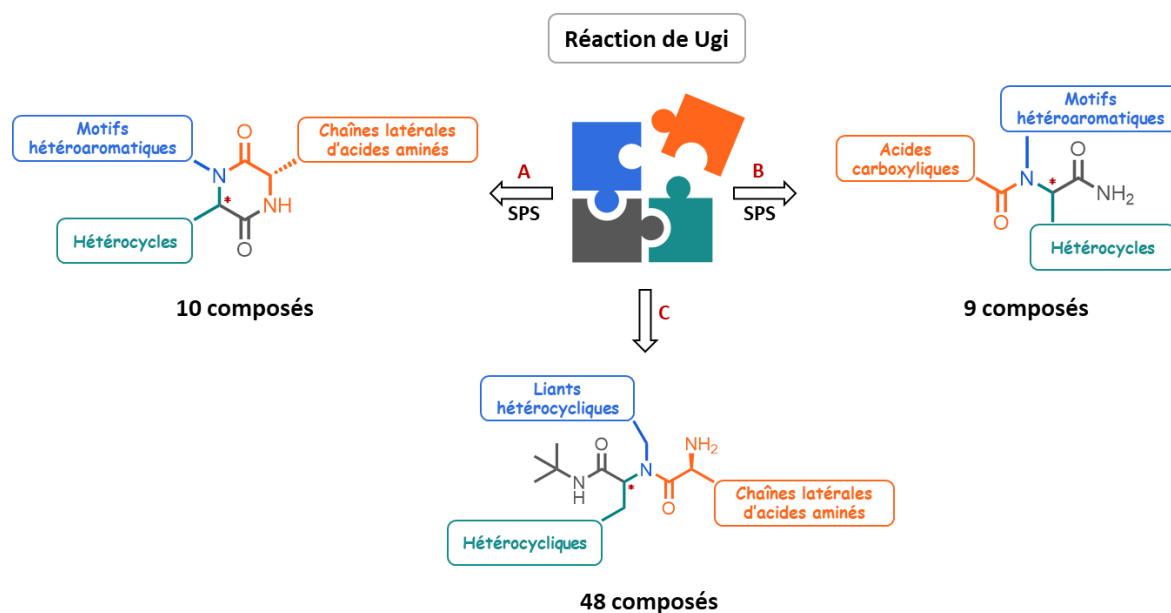 Réaction de Ugi
Motifs
hétéroaromatiques
Chaînes latérales
d'acides aminés
O
N
NH
*
O
Hétérocycles
10 composés
A
SPS
B
SPS
Motifs
hétéroaromatiques
Acides
carboxyliques
O
N
*
NH₂
O
Hétérocycles
9 composés
C
Liants
hétérocycliques
O
NH₂
N
H
N
*
O
Chaînes latérales
d'acides aminés
Hétérocycliques
48 composés